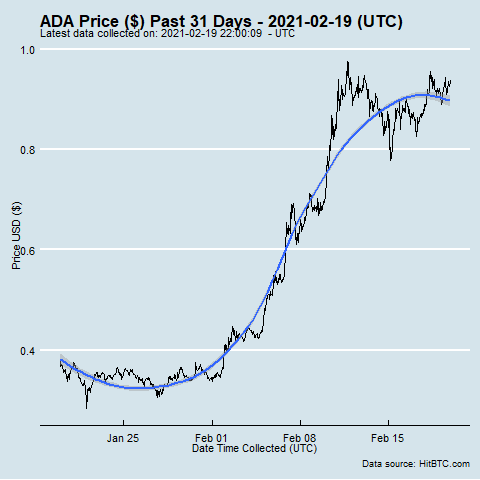 ADA Price ($) Past 31 Days - 2021-02-19 (UTC)
Latest data collected on: 2021-02-19 22:00:09  - UTC
1.0
0.8
0.6
0.4
Price USD ($)
Jan 25
Feb 01
Feb 08
Feb 15
Date Time Collected (UTC)
Data source: HitBTC.com